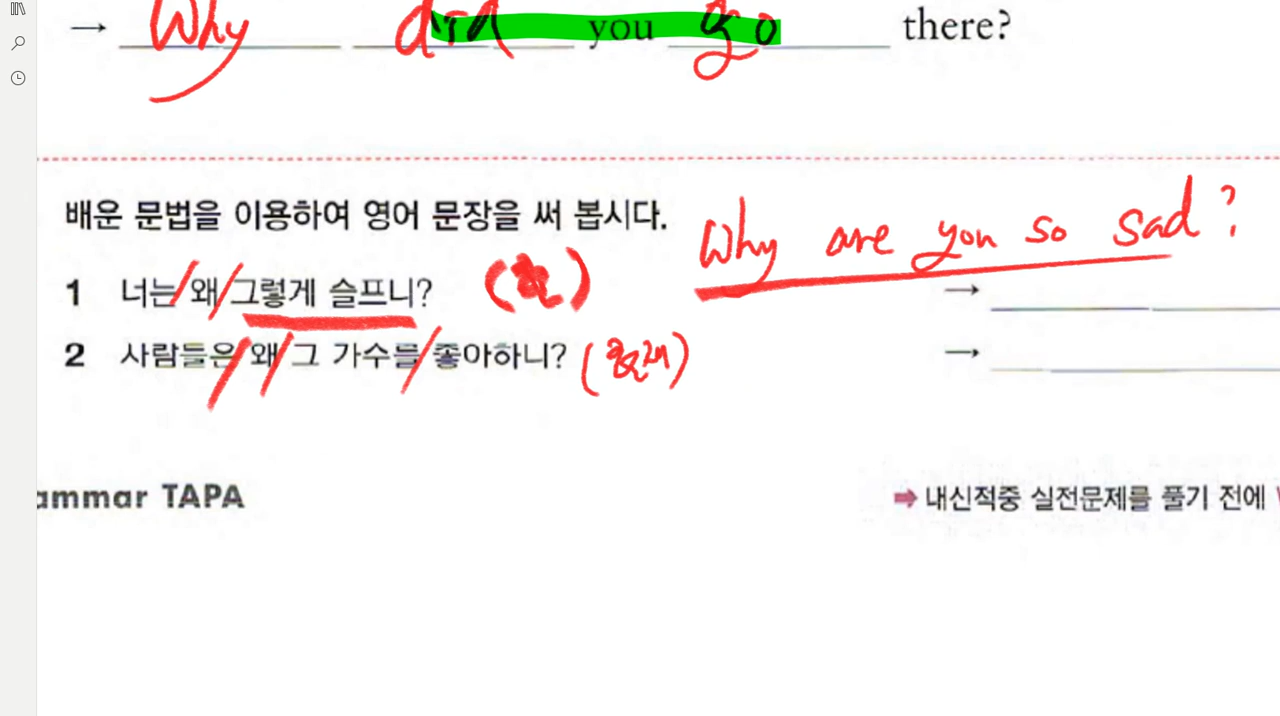 → Why did you go there?
배운 문법을 이용하여 영어 문장을 써 봅시다.
Why are you so sad?
1 너는/왜/그렇게 슬프니? →
2 사람들은/왜/그 가수를/좋아하니? (현재) →
ammar TAPA
➡ 내신적중 실전문제를 풀기 전에